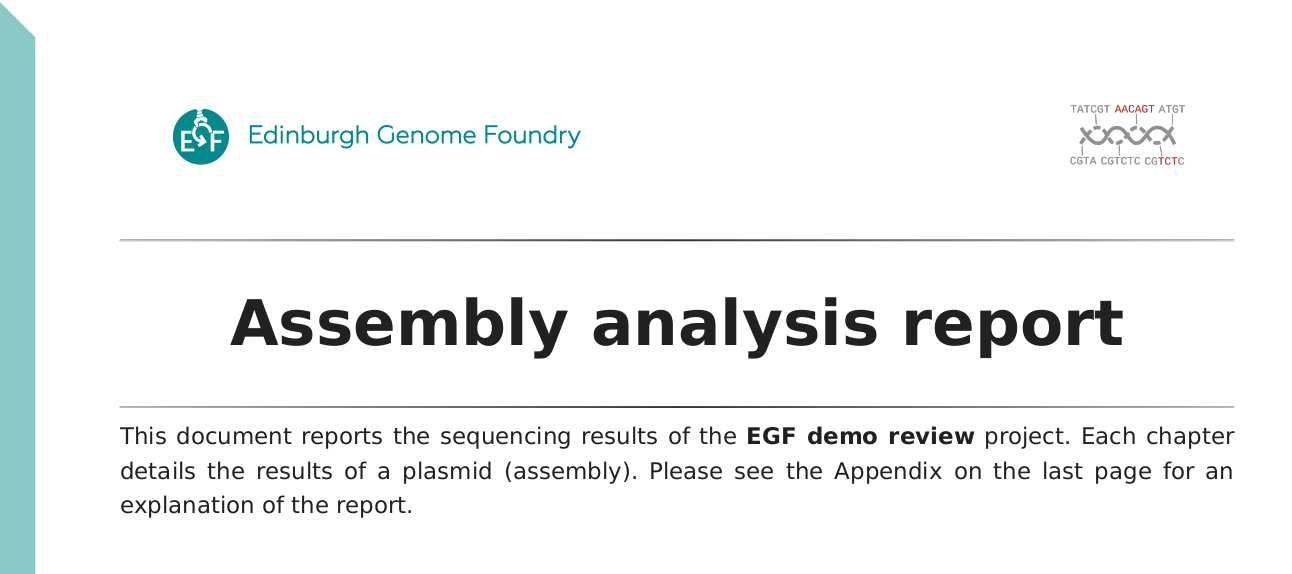 EGF Edinburgh Genome Foundry
TATCGT AACAGT ATGT
CGTA CGTCTC CGTCTC
Assembly analysis report
This document reports the sequencing results of the EGF demo review project. Each chapter
details the results of a plasmid (assembly). Please see the Appendix on the last page for an
explanation of the report.